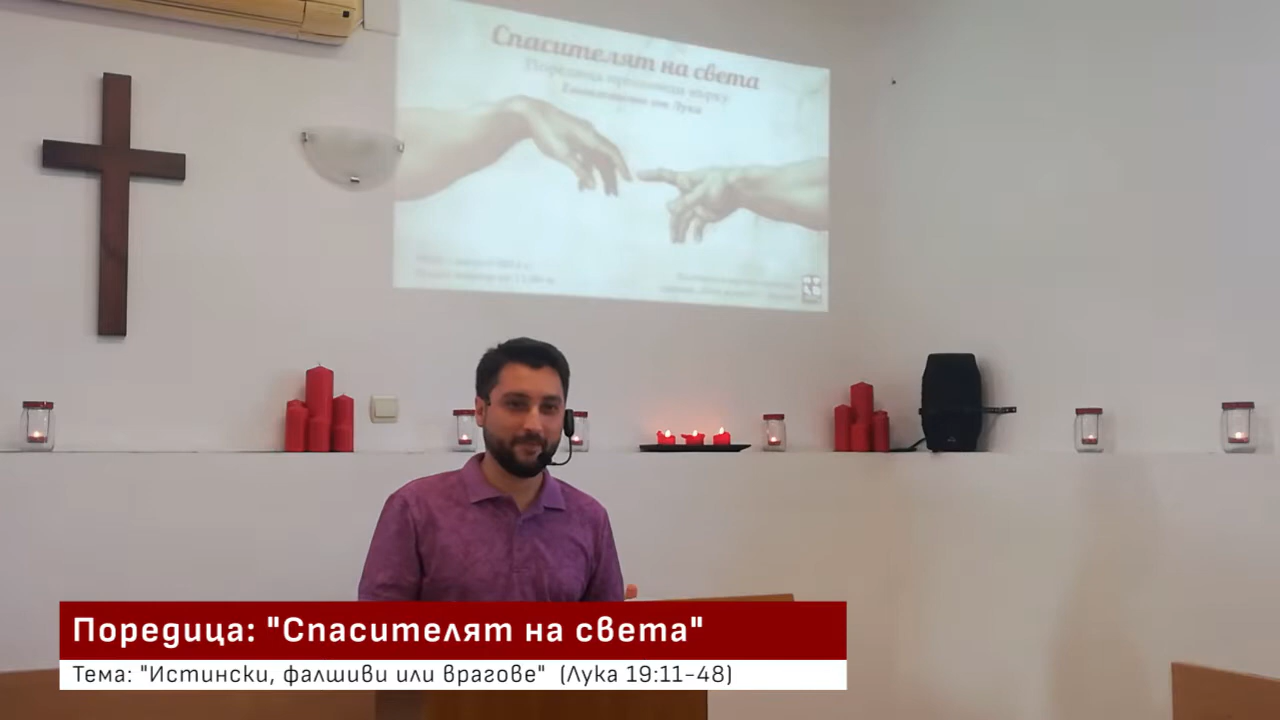 Спасителят на света
Поредица проповеди върху
Евангелието от Лука
Поредица: "Спасителят на света"
Тема: "Истински, фалшиви или врагове" (Лука 19:11-48)